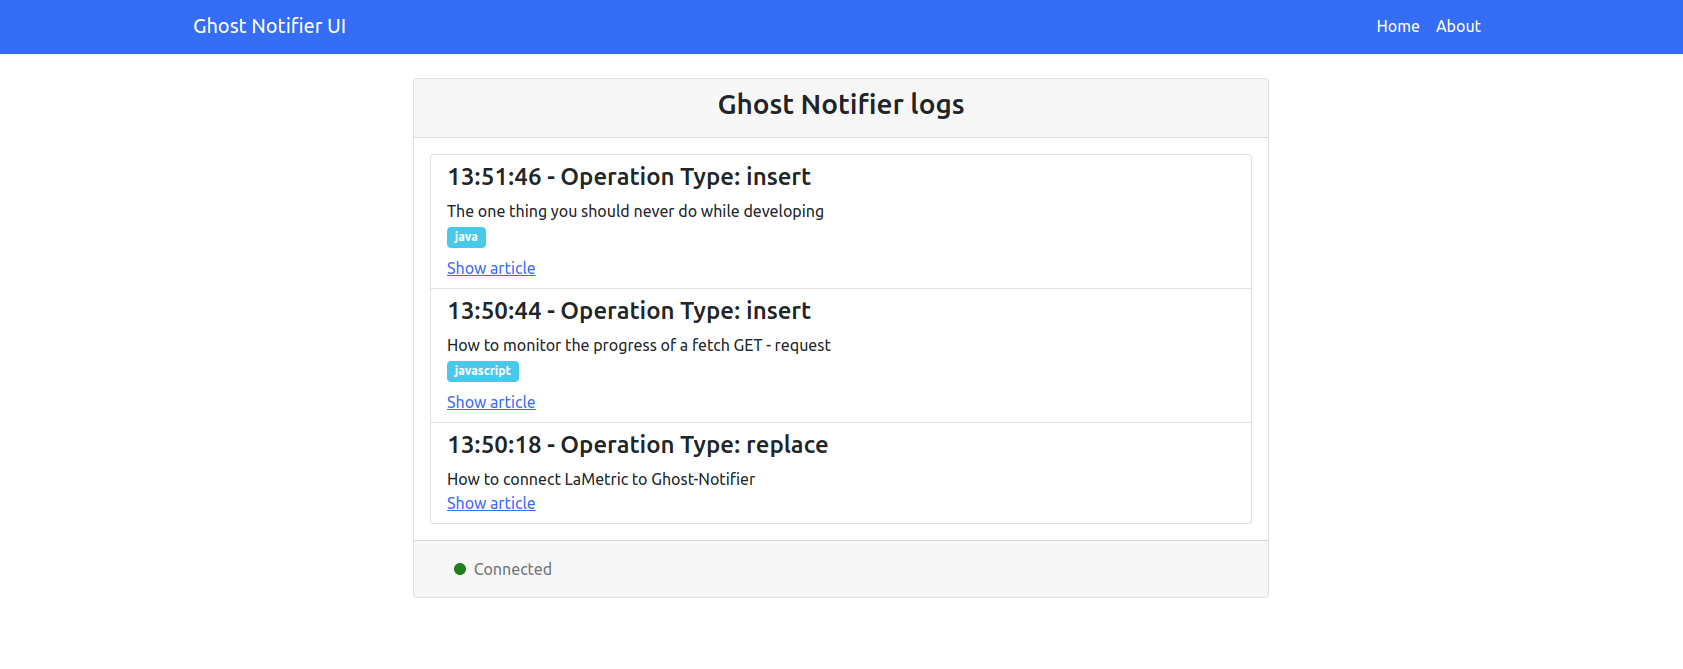 Ghost Notifier UI
Home
About
Ghost Notifier logs
13:51:46 - Operation Type: insert
The one thing you should never do while developing
java
Show article
13:50:44 - Operation Type: insert
How to monitor the progress of a fetch GET - request
javascript
Show article
13:50:18 - Operation Type: replace
How to connect LaMetric to Ghost-Notifier
Show article
Connected